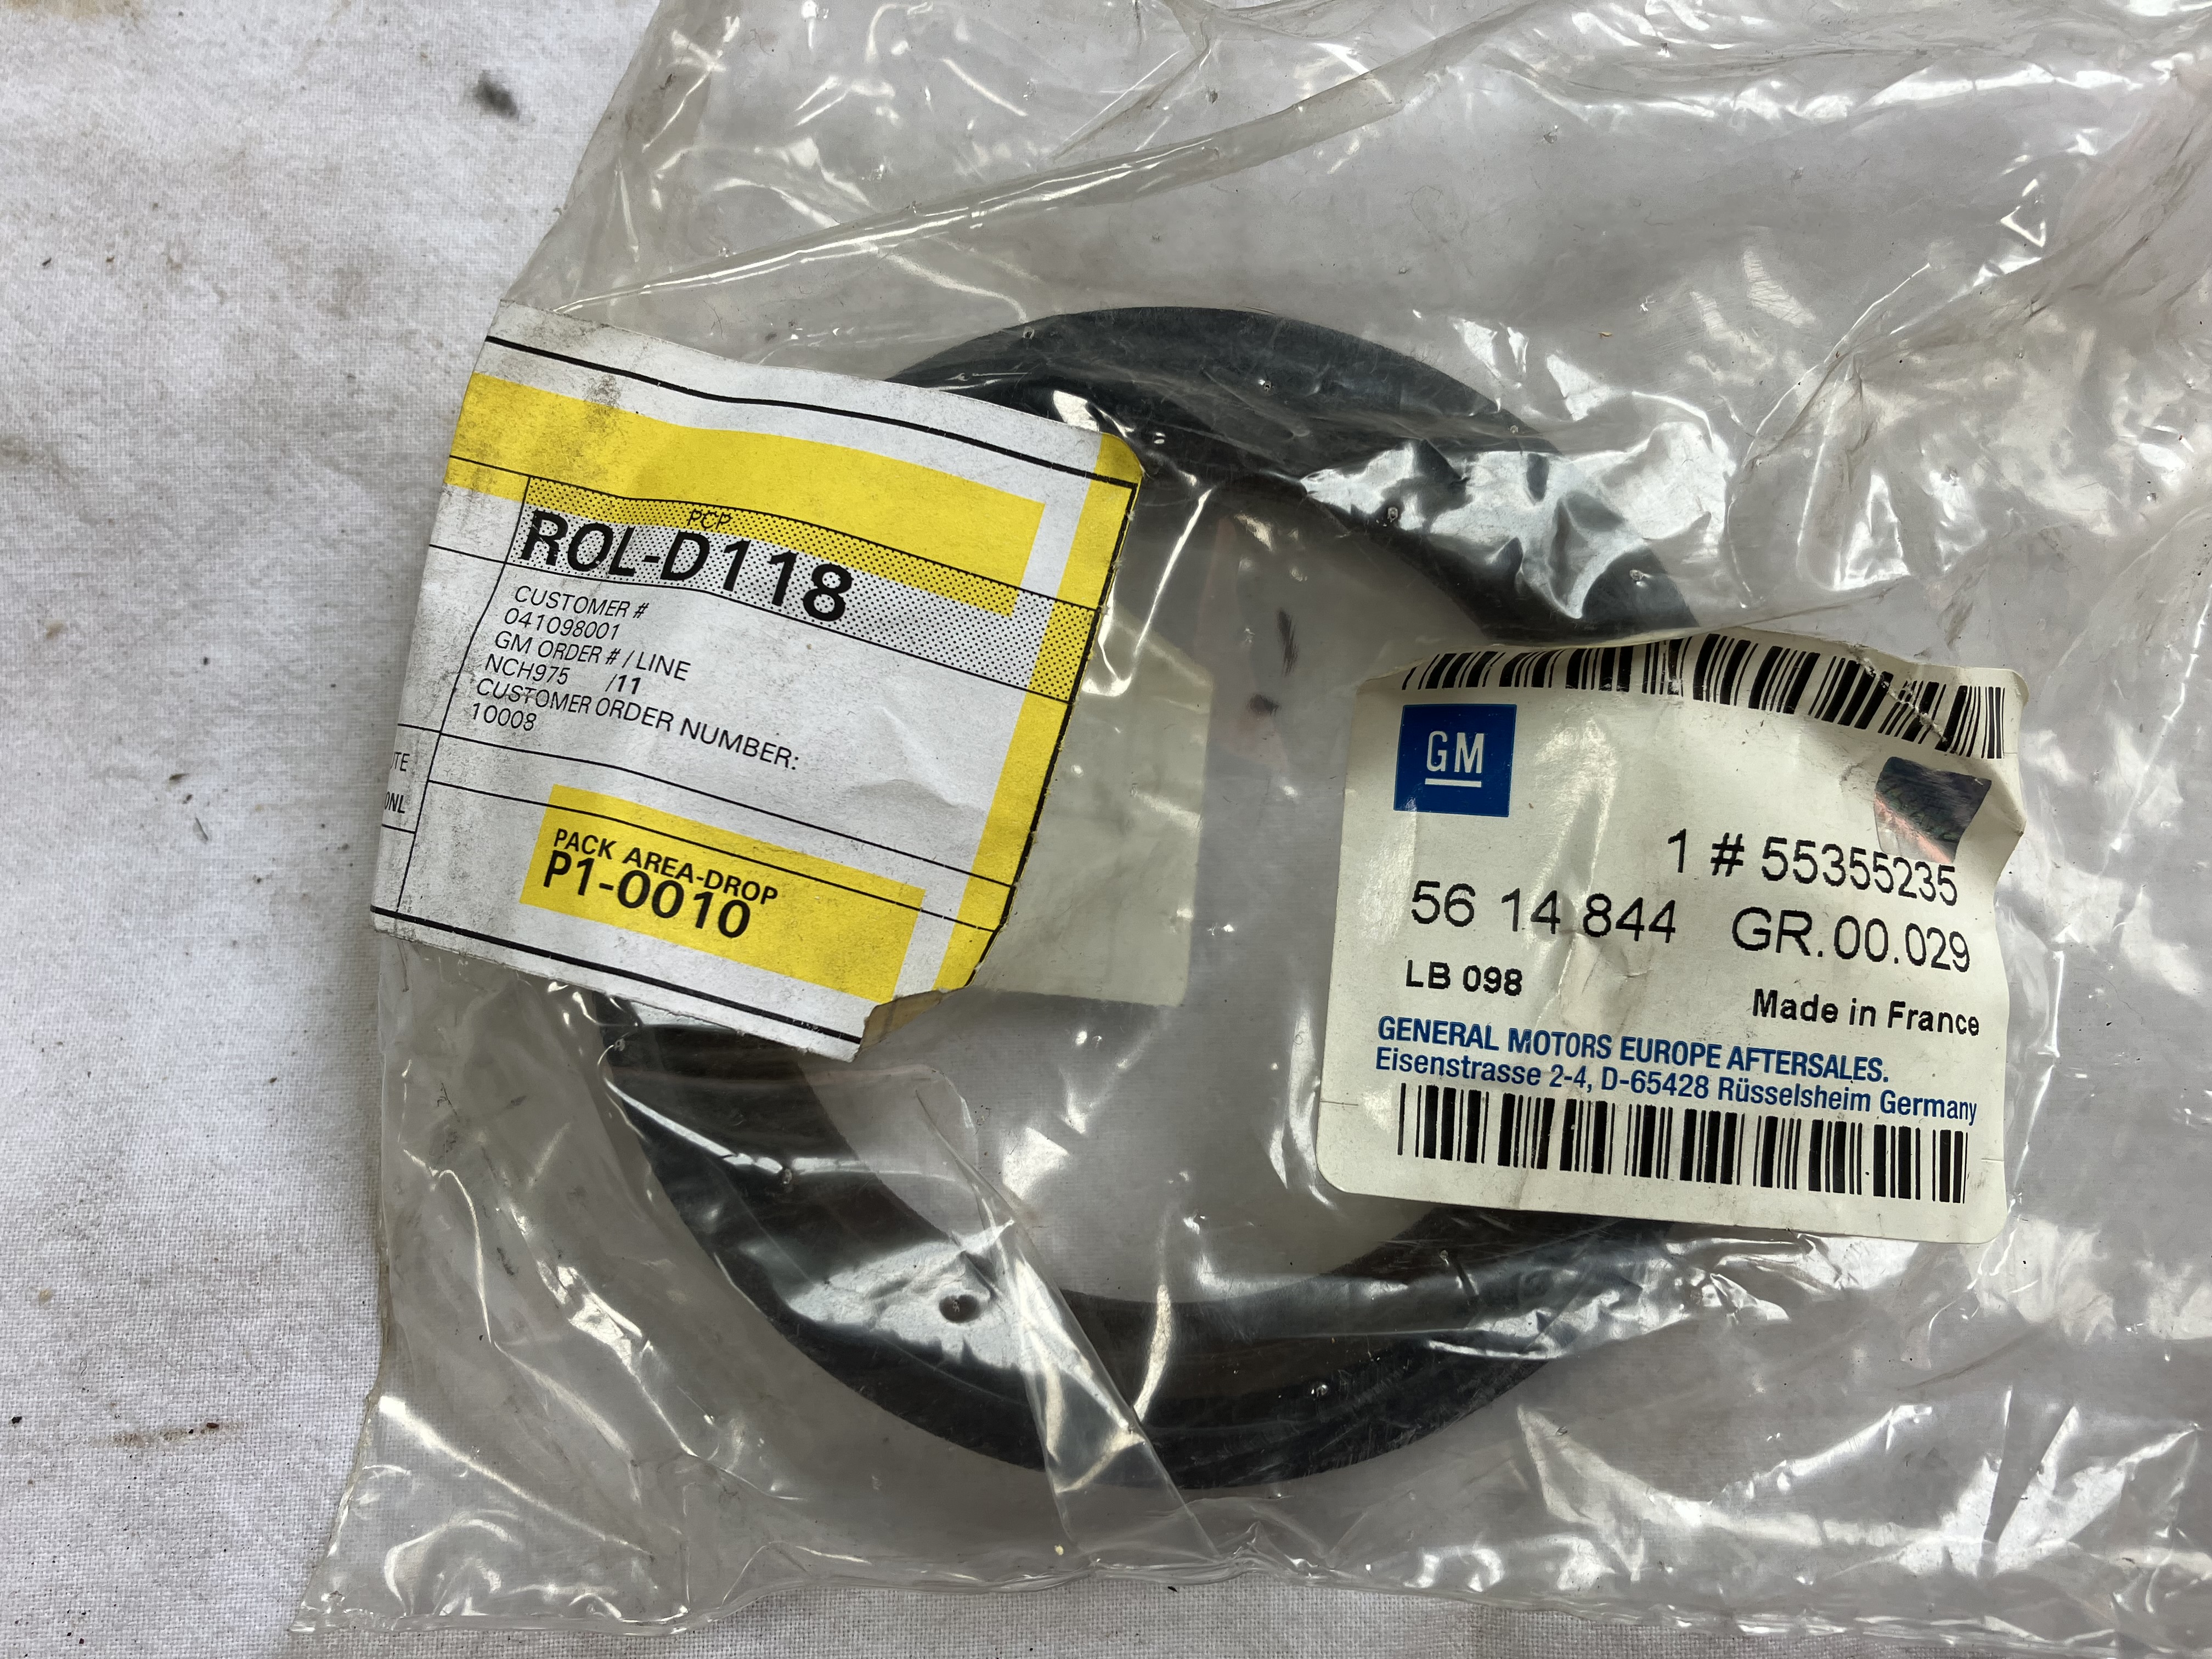 PCP
ROL-D118
CUSTOMER #
041098001
GM ORDER # / LINE
NCH975 /11
CUSTOMER ORDER NUMBER:
10008
PACK AREA-DROP
P1-0010
GM
1 # 55355235
56 14 844 GR.00.029
LB 098
Made in France
GENERAL MOTORS EUROPE AFTERSALES.
Eisenstrasse 2-4, D-65428 Rüsselsheim Germany